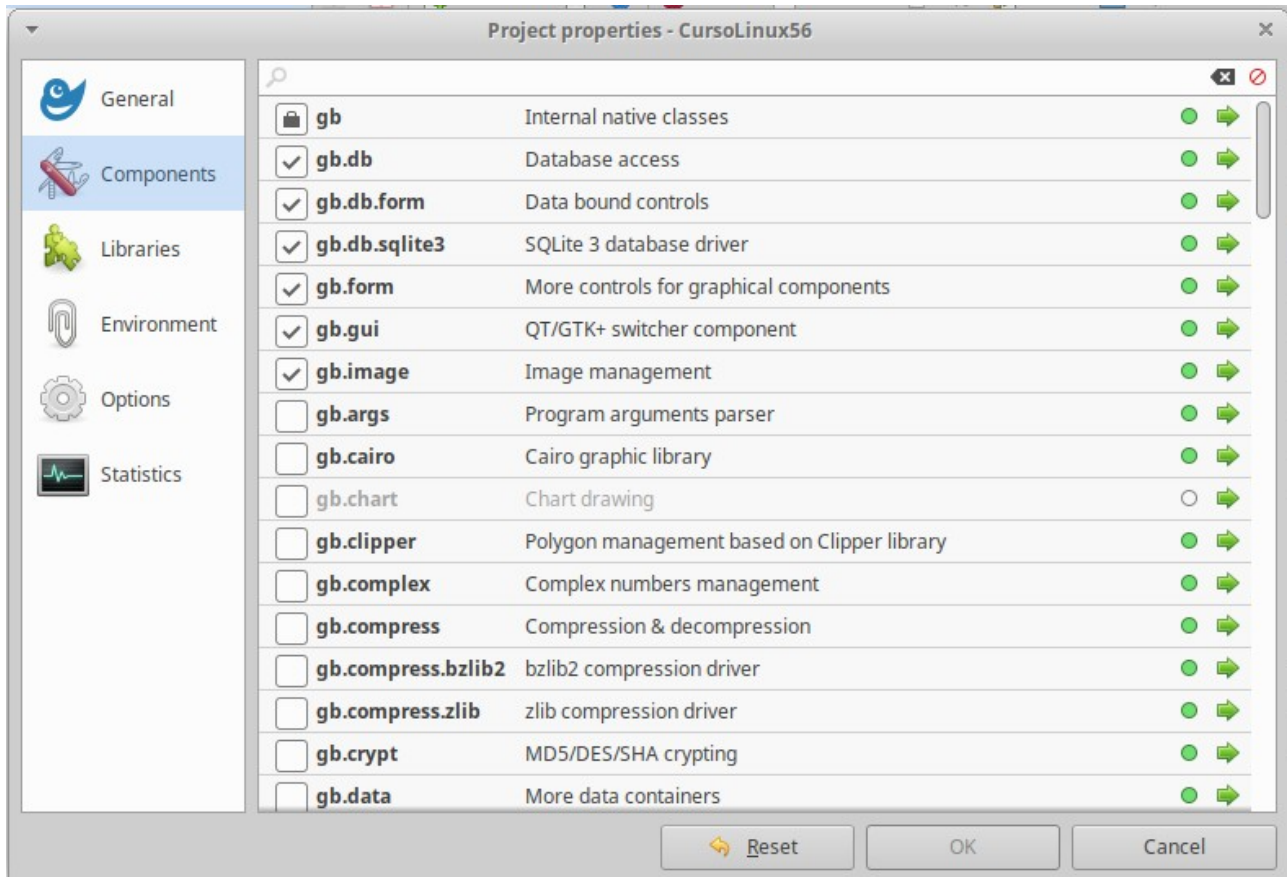 Project properties - CursoLinux56
General
Components
Libraries
Environment
Options
Statistics
gb Internal native classes
gb.db Database access
gb.db.form Data bound controls
gb.db.sqlite3 SQLite 3 database driver
gb.form More controls for graphical components
gb.gui QT/GTK+ switcher component
gb.image Image management
gb.args Program arguments parser
gb.cairo Cairo graphic library
gb.chart Chart drawing
gb.clipper Polygon management based on Clipper library
gb.complex Complex numbers management
gb.compress Compression & decompression
gb.compress.bzlib2 bzlib2 compression driver
gb.compress.zlib zlib compression driver
gb.crypt MD5/DES/SHA crypting
gb.data More data containers
Reset OK Cancel